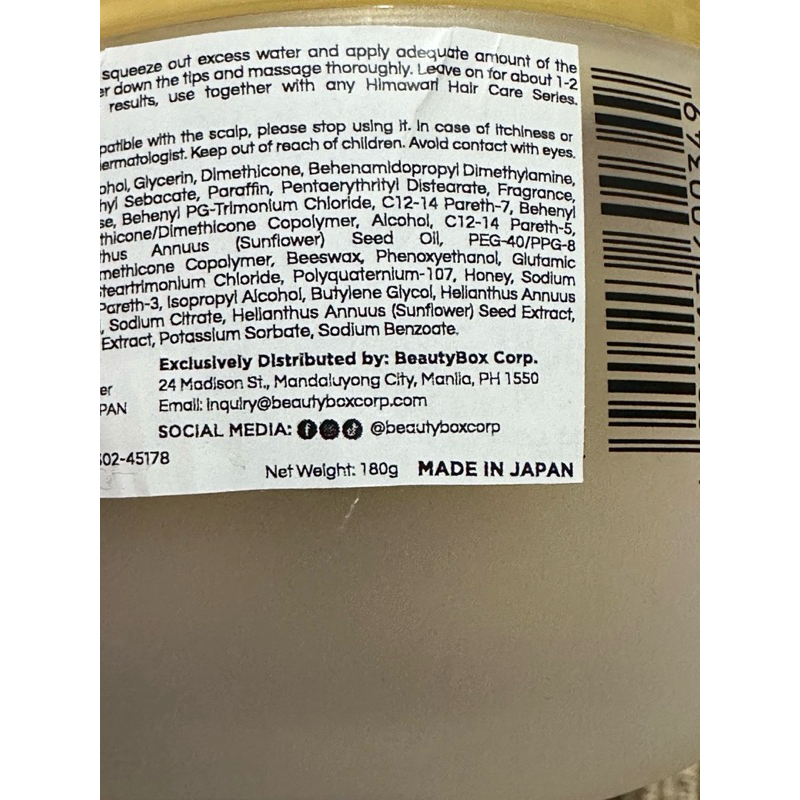 squeeze out excess water and apply adequate amount of the
er down the tips and massage thoroughly. Leave on for about 1-2
results, use together with any Himawari Hair Care Series.
patible with the scalp, please stop using it. In case of itchiness or
ermatologist. Keep out of reach of children. Avoid contact with eyes.
ohol, Glycerin, Dimethicone, Behenamidopropyl Dimethylamine,
hyl Sebacate, Paraffin, Pentaerythrityl Distearate, Fragrance,
se, Behenyl PG-Trimonium Chloride, C12-14 Pareth-7, Behenyl
thicone/Dimethicone Copolymer, Alcohol, C12-14 Pareth-5,
thus Annuus (Sunflower) Seed Oil, PEG-40/PPG-8
methicone Copolymer, Beeswax, Phenoxyethanol, Glutamic
teartrimonium Chloride, Polyquaternium-107, Honey, Sodium
Pareth-3, Isopropyl Alcohol, Butylene Glycol, Helianthus Annuus
, Sodium Citrate, Helianthus Annuus (Sunflower) Seed Extract,
Extract, Potassium Sorbate, Sodium Benzoate.
Exclusively Distributed by: BeautyBox Corp.
er 24 Madison St., Mandaluyong City, Manila, PH 1550
PAN Email: inquiry@beautyboxcorp.com
SOCIAL MEDIA: @beautyboxcorp
502-45178
Net Weight: 180g MADE IN JAPAN